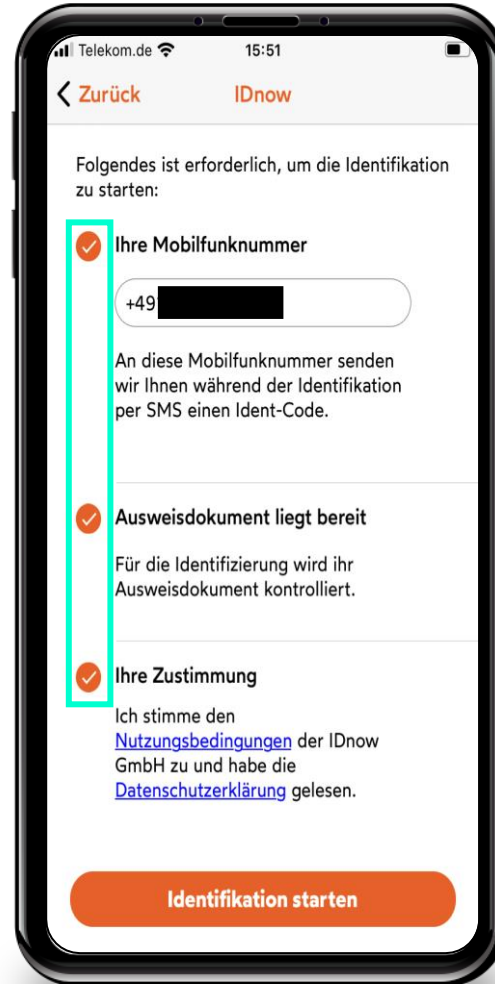 Telekom.de 15:51
Zurück IDnow
Folgendes ist erforderlich, um die Identifikation
zu starten:
Ihre Mobilfunknummer
+49
An diese Mobilfunknummer senden
wir Ihnen während der Identifikation
per SMS einen Ident-Code.
Ausweisdokument liegt bereit
Für die Identifizierung wird ihr
Ausweisdokument kontrolliert.
Ihre Zustimmung
Ich stimme den
Nutzungsbedingungen der IDnow
GmbH zu und habe die
Datenschutzerklärung gelesen.
Identifikation starten